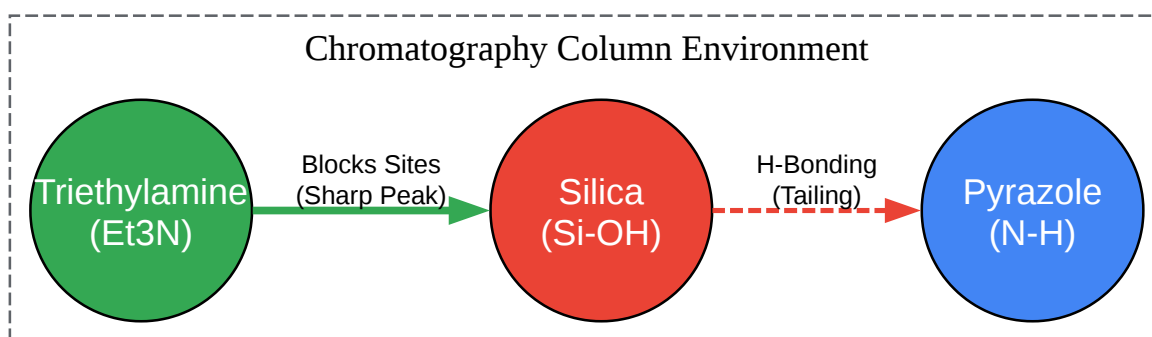 Chromatography Column Environment
Triethylamine
(Et3N)
Blocks Sites
(Sharp Peak)
Silica
(Si-OH)
H-Bonding
(Tailing)
Pyrazole
(N-H)